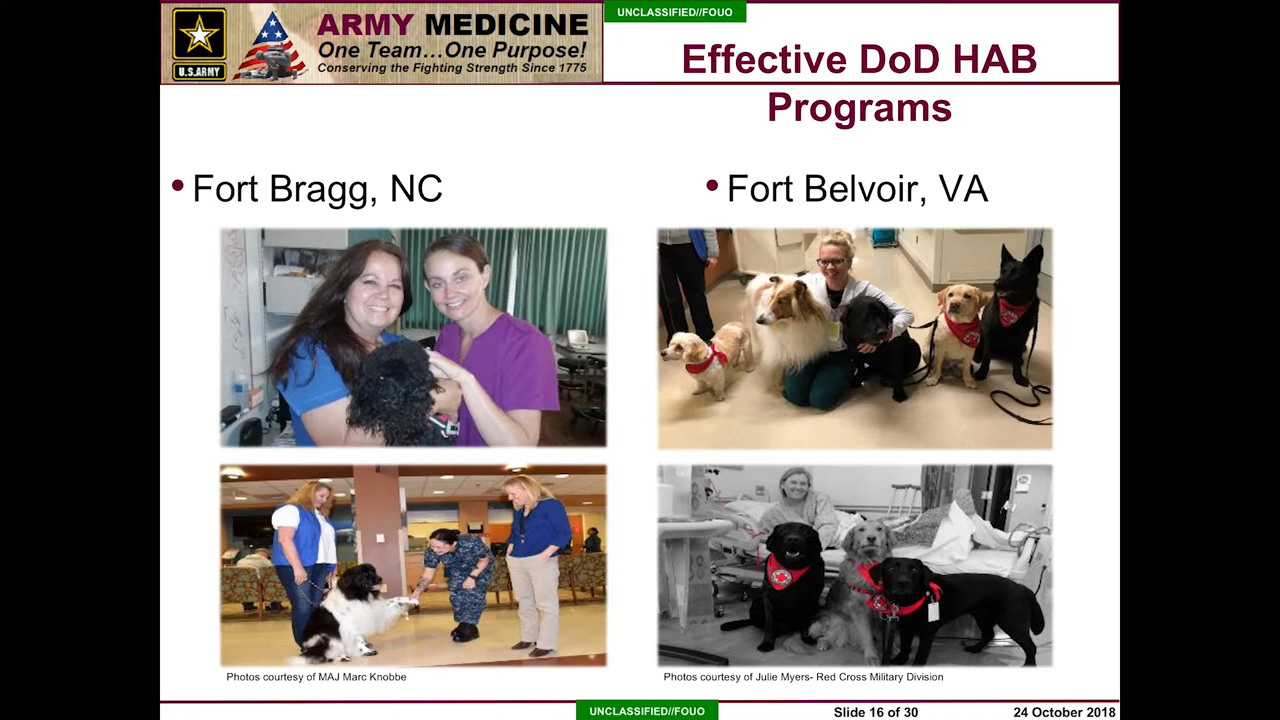 UNCLASSIFIED//FOUO
ARMY MEDICINE
One Team…One Purpose!
Conserving the Fighting Strength Since 1775
U.S.ARMY
Effective DoD HAB
Programs
• Fort Bragg, NC
• Fort Belvoir, VA
Photos courtesy of MAJ Marc Knobbe
Photos courtesy of Julie Myers- Red Cross Military Division
UNCLASSIFIED//FOUO
Slide 16 of 30
24 October 2018